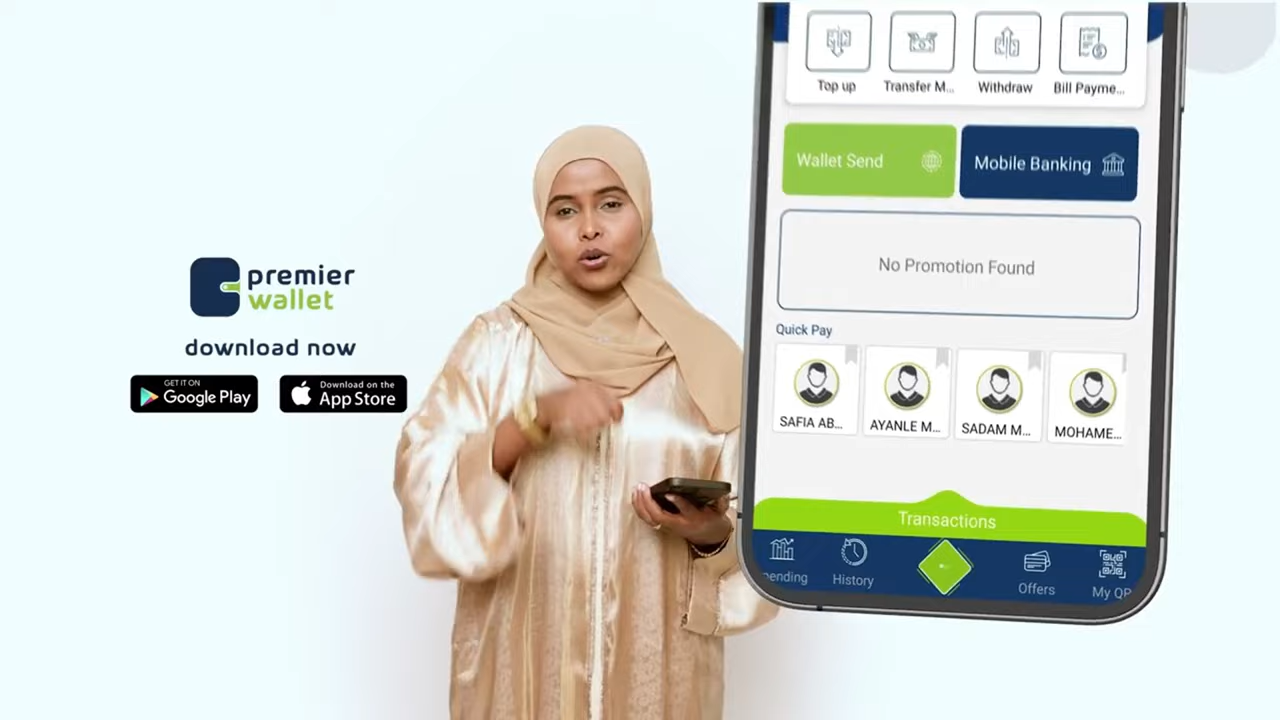 premier
wallet
download now
GET IT ON
Google Play
Download on the
App Store
Top up
Transfer M...
Withdraw
Bill Payme...
Wallet Send
Mobile Banking
No Promotion Found
Quick Pay
SAFIA AB...
AYANLE M...
SADAM M...
MOHAME...
Transactions
pending
History
Offers
My QR